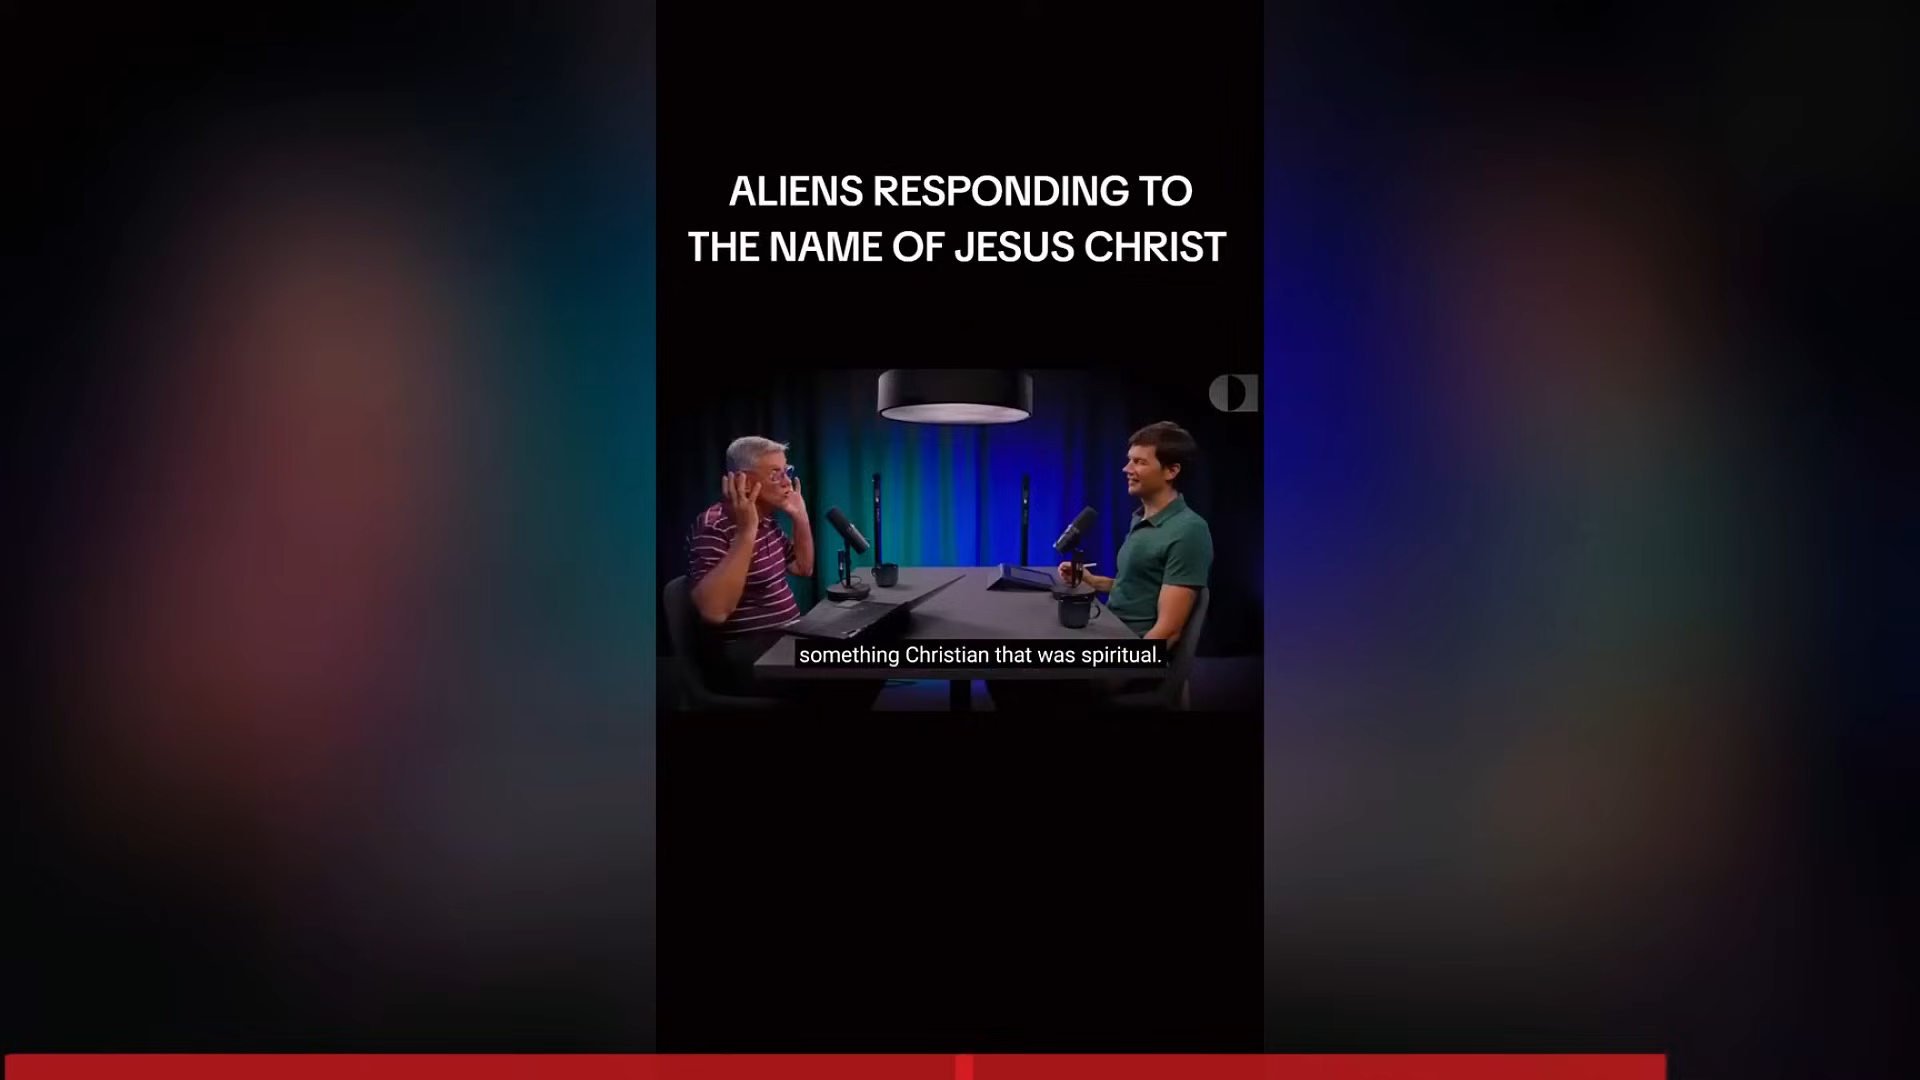 ALIENS RESPONDING TO
THE NAME OF JESUS CHRIST
something Christian that was spiritual.